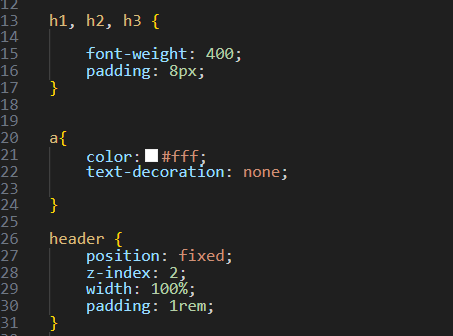 12
13 h1, h2, h3 {
14
15 font-weight: 400;
16 padding: 8px;
17 }
18
19
20 a{
21 color: #fff;
22 text-decoration: none;
23
24 }
25
26 header {
27 position: fixed;
28 z-index: 2;
29 width: 100%;
30 padding: 1rem;
31 }